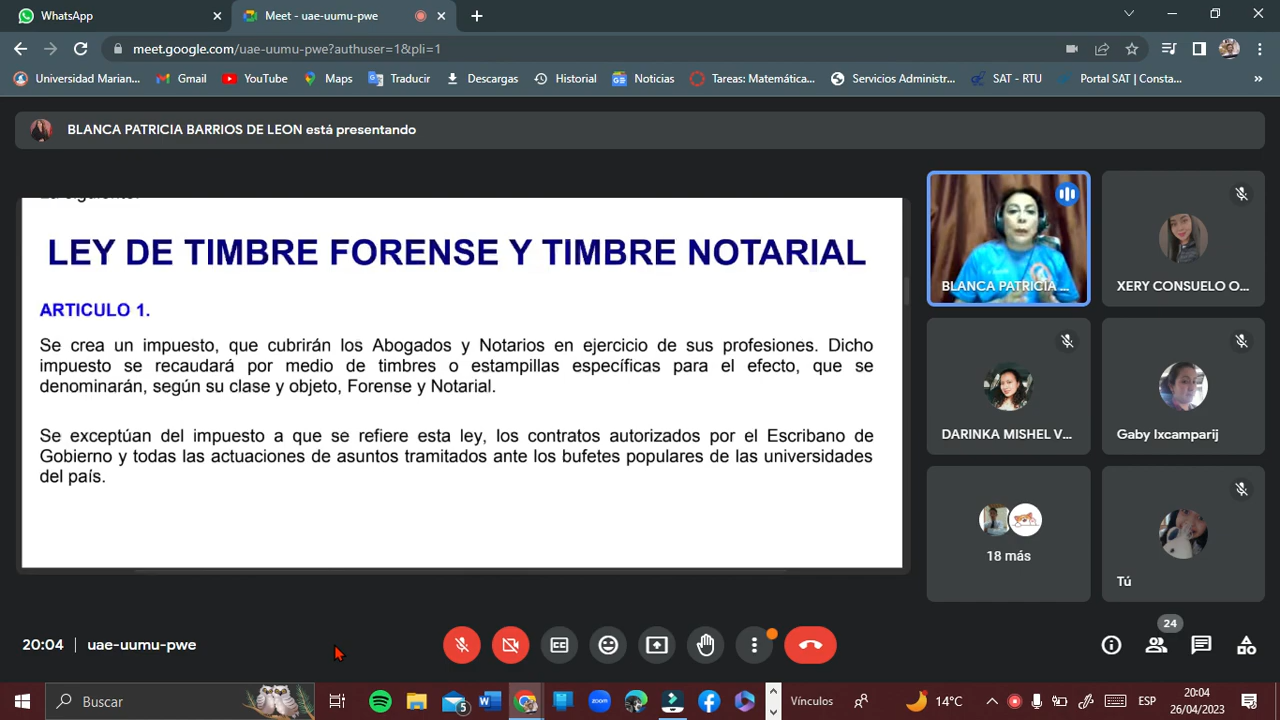 WhatsApp
Meet - uae-uumu-pwe
meet.google.com/uae-uumu-pwe?authuser=1&pli=1
Universidad Marian...
Gmail
YouTube
Maps
Traducir
Descargas
Historial
Noticias
Tareas: Matemática...
Servicios Administr...
SAT - RTU
Portal SAT | Consta...
BLANCA PATRICIA BARRIOS DE LEON está presentando
LEY DE TIMBRE FORENSE Y TIMBRE NOTARIAL
ARTICULO 1.
Se crea un impuesto, que cubrirán los Abogados y Notarios en ejercicio de sus profesiones. Dicho
impuesto se recaudará por medio de timbres o estampillas específicas para el efecto, que se
denominarán, según su clase y objeto, Forense y Notarial.
Se exceptúan del impuesto a que se refiere esta ley, los contratos autorizados por el Escribano de
Gobierno y todas las actuaciones de asuntos tramitados ante los bufetes populares de las universidades
del país.
BLANCA PATRICIA ...
XERY CONSUELO O...
DARINKA MISHEL V...
Gaby Ixcamparij
18 más
Tú
20:04 | uae-uumu-pwe
24
Buscar
5
Vínculos
14°C
ESP
20:04
26/04/2023